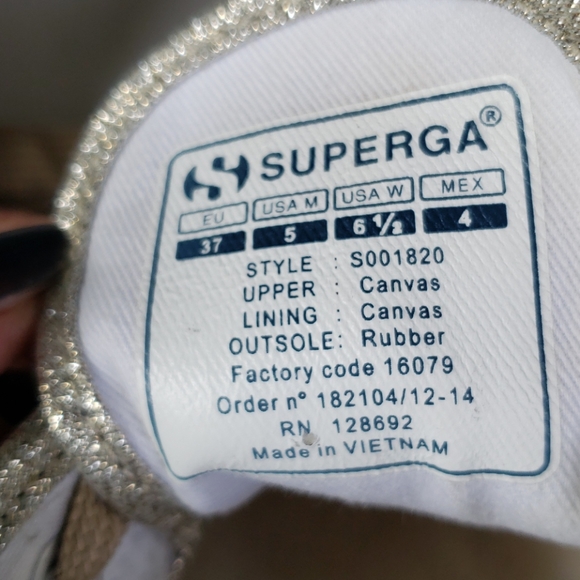 SUPERGA®
EU USA M USA W MEX
37 5 6 ½ 4
STYLE : S001820
UPPER : Canvas
LINING : Canvas
OUTSOLE: Rubber
Factory code 16079
Order n° 182104/12-14
RN 128692
Made in VIETNAM